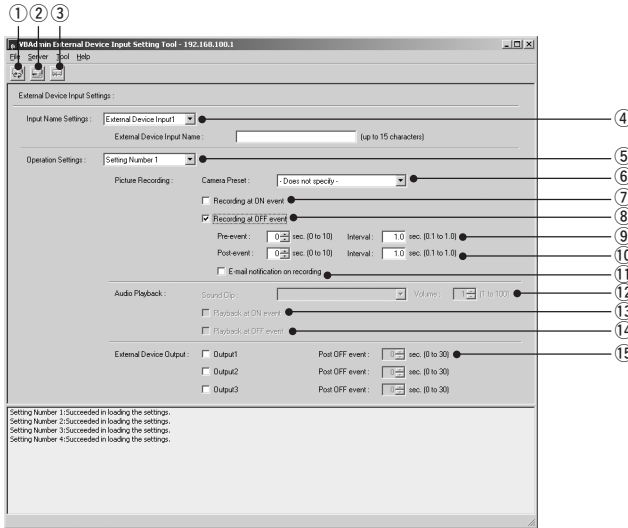 ① ② ③
VBAdmin External Device Input Setting Tool - 192.168.100.1
File Server Tool Help
External Device Input Settings :
Input Name Settings : External Device Input1 ④
External Device Input Name : (up to 15 characters)
Operation Settings : Setting Number 1 ⑤
Picture Recording : Camera Preset : - Does not specify - ⑥
Recording at ON event ⑦
Recording at OFF event ⑧
Pre-event : 0 sec. (0 to 10) Interval : 1.0 sec. (0.1 to 1.0) ⑨
Post-event : 0 sec. (0 to 10) Interval : 1.0 sec. (0.1 to 1.0) ⑩
E-mail notification on recording ⑪
Audio Playback : Sound Clip : Volume : 1 (1 to 100) ⑫
Playback at ON event ⑬
Playback at OFF event ⑭
External Device Output : Output1 Post OFF event : 0 sec. (0 to 30) ⑮
Output2 Post OFF event : 0 sec. (0 to 30)
Output3 Post OFF event : 0 sec. (0 to 30)
Setting Number 1:Succeeded in loading the settings.
Setting Number 2:Succeeded in loading the settings.
Setting Number 3:Succeeded in loading the settings.
Setting Number 4:Succeeded in loading the settings.